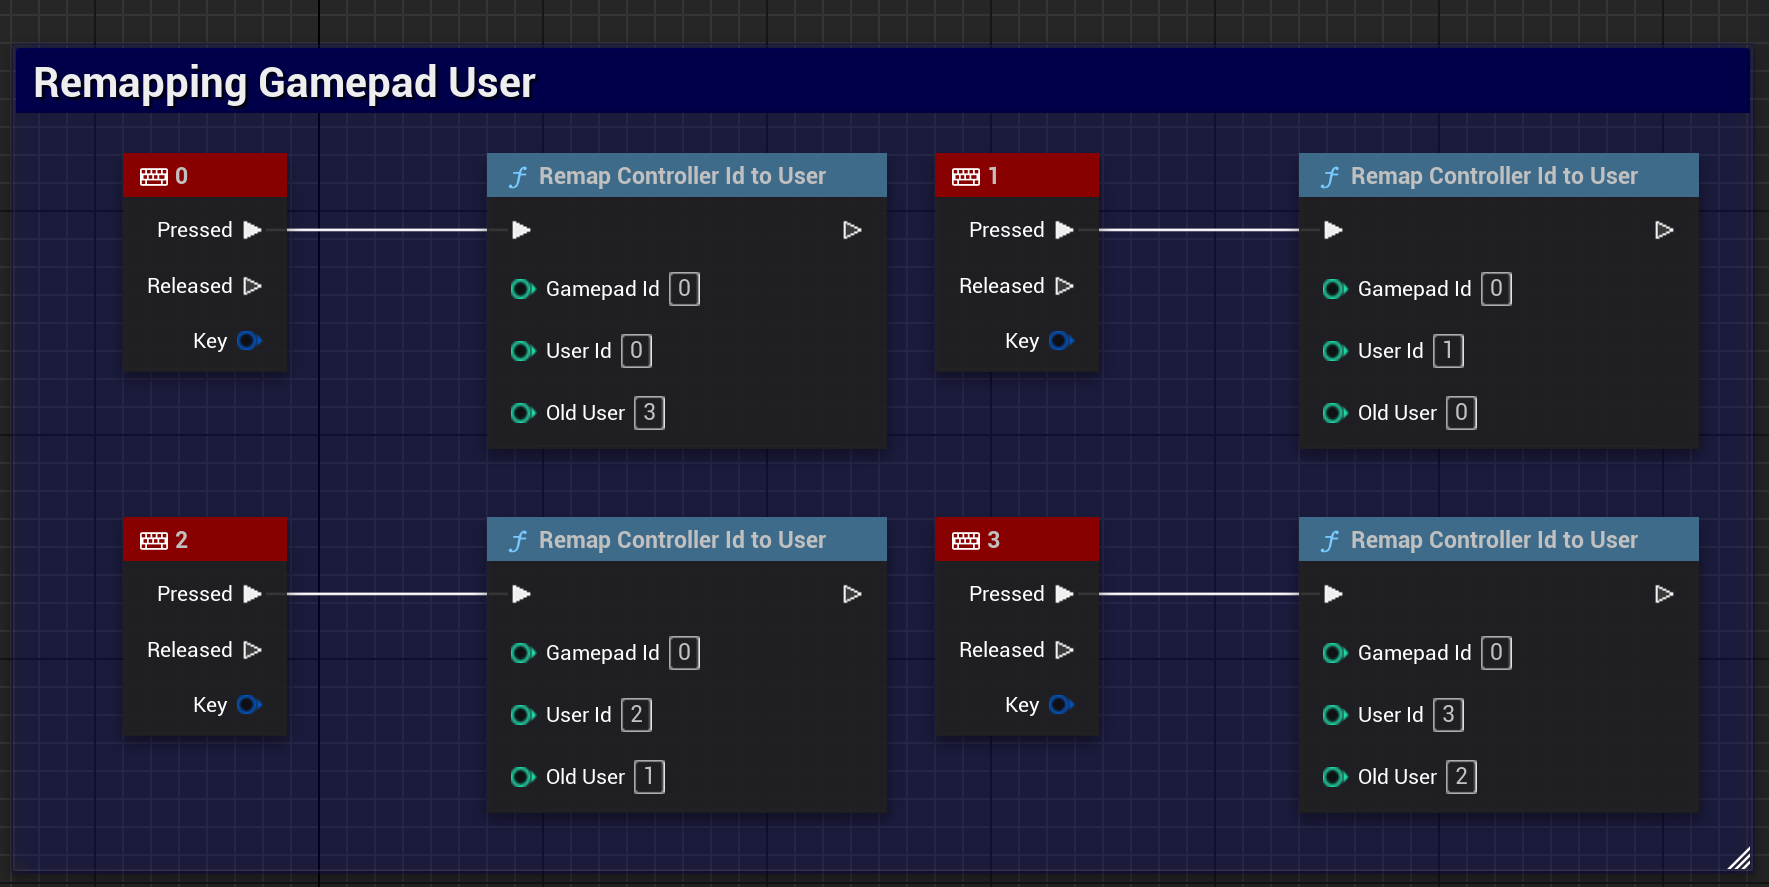 Remapping Gamepad User
0
Pressed
Released
Key
Remap Controller Id to User
Gamepad Id 0
User Id 0
Old User 3
1
Pressed
Released
Key
Remap Controller Id to User
Gamepad Id 0
User Id 1
Old User 0
2
Pressed
Released
Key
Remap Controller Id to User
Gamepad Id 0
User Id 2
Old User 1
3
Pressed
Released
Key
Remap Controller Id to User
Gamepad Id 0
User Id 3
Old User 2